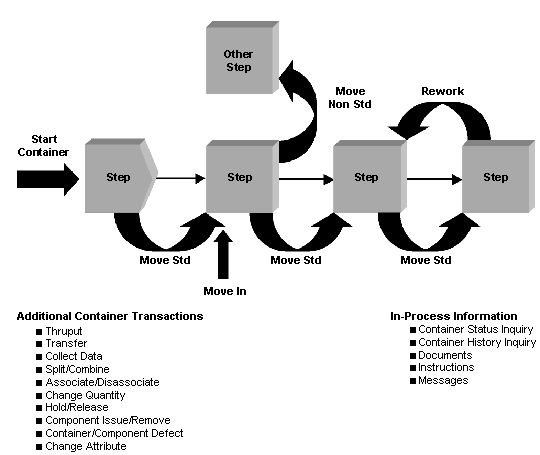 Other
Step
Move
Non Std
Rework
Start
Container
Step
Step
Step
Step
Move Std
Move Std
Move Std
Move In
Additional Container Transactions
Thruput
Transfer
Collect Data
Split/Combine
Associate/Disassociate
Change Quantity
Hold/Release
Component Issue/Remove
Container/Component Defect
Change Attribute
In-Process Information
Container Status Inquiry
Container History Inquiry
Documents
Instructions
Messages